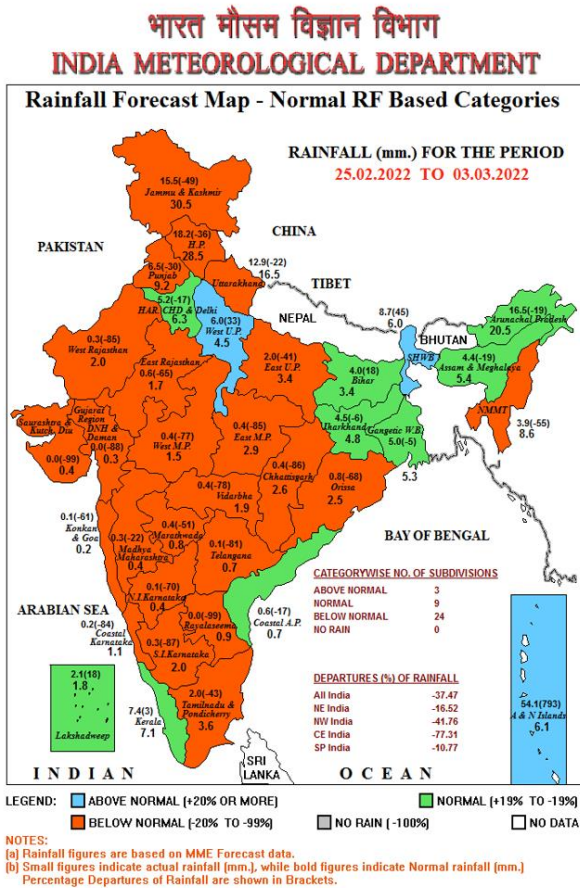 भारत मौसम विज्ञान विभाग
INDIA METEOROLOGICAL DEPARTMENT
Rainfall Forecast Map - Normal RF Based Categories
RAINFALL (mm.) FOR THE PERIOD
25.02.2022 TO 03.03.2022
15.5(-49)
Jammu & Kashmir
30.5
CHINA
18.2(-36)
H.P.
28.5
PAKISTAN
6.5(-30)
Punjab
9.2
12.9(-22)
16.5
Uttarakhand
TIBET
5.2(-17)
HAR. CHD & Delhi
6.3
NEPAL
6.0(33)
West U.P.
4.5
8.7(45)
6.0
SHWB
BHUTAN
16.5(-19)
Arunachal Pradesh
20.5
0.3(-85)
West Rajasthan
2.0
East Rajasthan
0.6(-65)
1.7
2.0(-41)
East U.P.
3.4
4.0(18)
Bihar
3.4
4.4(-19)
Assam & Meghalaya
5.4
NMMT
3.9(-55)
8.6
Saurashtra &
Kutch, Diu
0.0(-99)
0.4
Gujarat
Region
DNH &
Daman
0.0(-88)
0.3
0.4(-77)
West M.P.
1.5
0.4(-85)
East M.P.
2.9
4.5(-6)
Jharkhand
4.8
Gangetic W.B.
5.0(-5)
5.3
0.4(-86)
Chhattisgarh
2.6
0.8(-68)
Orissa
2.5
0.4(-78)
Vidarbha
1.9
0.1(-61)
Konkan
& Goa
0.2
0.3(-22)
Madhya
Maharashtra
0.4
0.4(-51)
Marathwada
0.8
0.1(-81)
Telangana
0.7
BAY OF BENGAL
ARABIAN SEA
0.1(-70)
N.I.Karnataka
0.4
0.0(-99)
Rayalaseema
0.9
0.6(-17)
Coastal A.P.
0.7
0.2(-84)
Coastal
Karnataka
1.1
0.3(-87)
S.I.Karnataka
2.0
2.1(18)
1.8
Lakshadweep
7.4(3)
Kerala
7.1
2.0(-43)
Tamilnadu &
Pondicherry
3.6
CATEGORYWISE NO. OF SUBDIVISIONS
ABOVE NORMAL 3
NORMAL 9
BELOW NORMAL 24
NO RAIN 0
DEPARTURES (%) OF RAINFALL
All India -37.47
NE India -16.52
NW India -41.76
CE India -77.31
SP India -10.77
54.1(793)
A & N Islands
6.1
SRI
LANKA
INDIAN OCEAN
LEGEND: ABOVE NORMAL (+20% OR MORE) NORMAL (+19% TO -19%)
BELOW NORMAL (-20% TO -99%) NO RAIN (-100%) NO DATA
NOTES:
(a) Rainfall figures are based on MME Forecast data.
(b) Small figures indicate actual rainfall (mm.), while bold figures indicate Normal rainfall (mm.)
Percentage Departures of Rainfall are shown in Brackets.